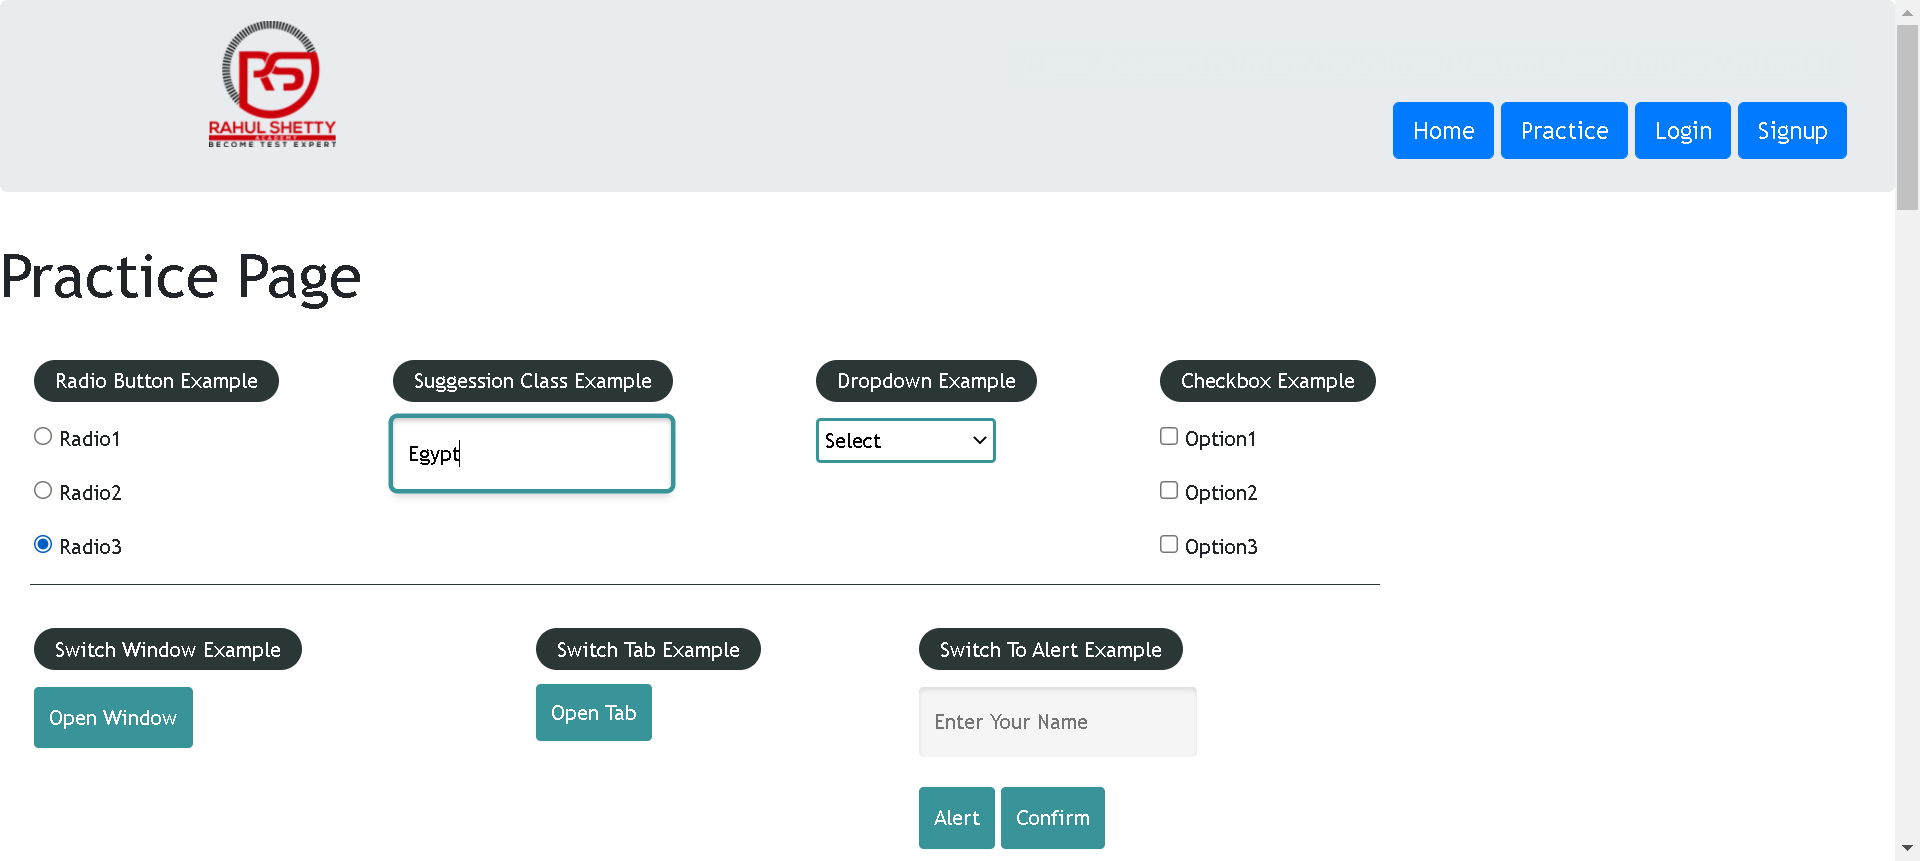 RAHUL SHETTY
ACADEMY
BECOME TEST EXPERT
Home Practice Login Signup
Practice Page
Radio Button Example Suggession Class Example Dropdown Example Checkbox Example
Radio1 Egypt Select Option1
Radio2 Option2
Radio3 Option3
Switch Window Example Switch Tab Example Switch To Alert Example
Open Window Open Tab Enter Your Name
Alert Confirm